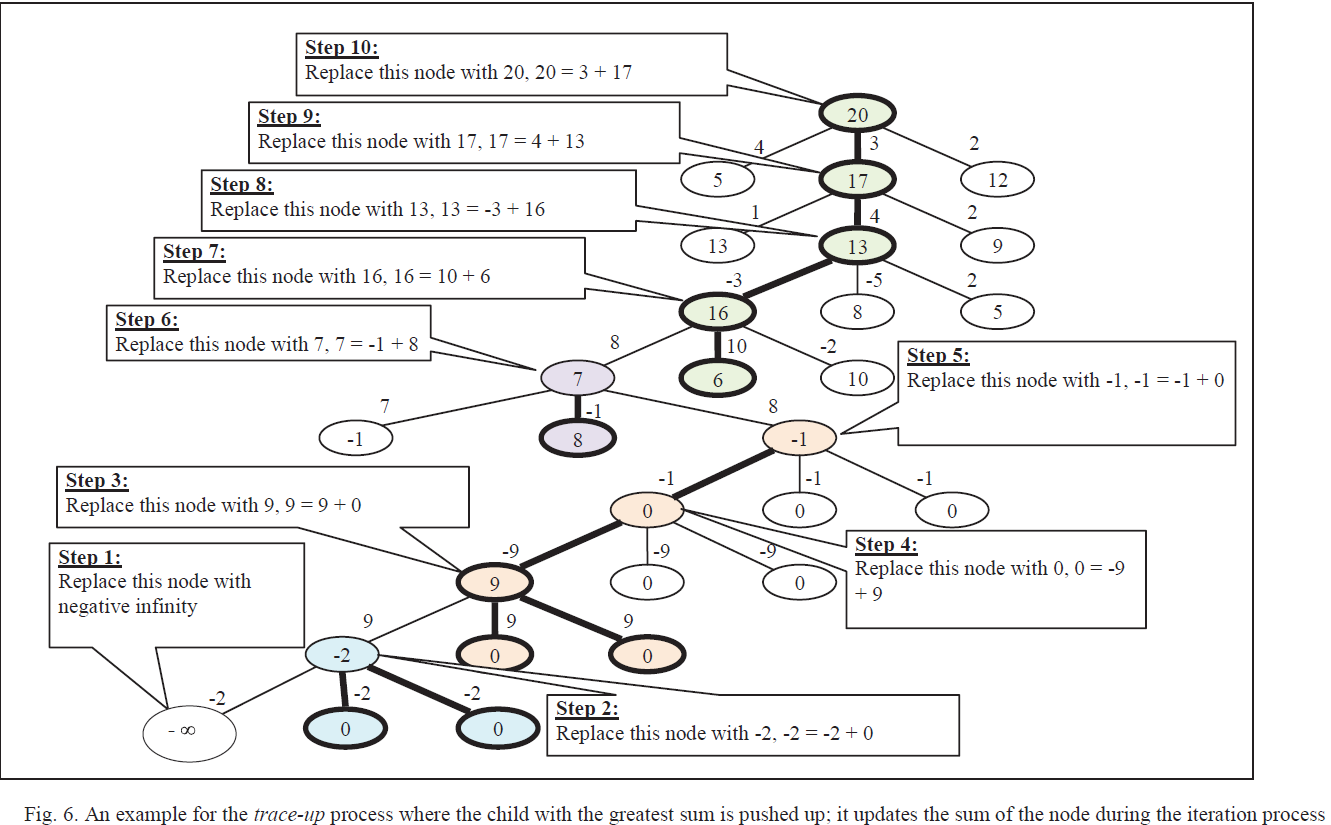 Step 10:
Replace this node with 20, 20 = 3 + 17
20
Step 9:
Replace this node with 17, 17 = 4 + 13
4
3
2
5
17
12
Step 8:
Replace this node with 13, 13 = -3 + 16
1
4
2
13
13
9
Step 7:
Replace this node with 16, 16 = 10 + 6
-3
-5
2
16
8
5
Step 6:
Replace this node with 7, 7 = -1 + 8
8
10
-2
7
6
10
Step 5:
Replace this node with -1, -1 = -1 + 0
7
-1
8
-1
8
-1
Step 3:
Replace this node with 9, 9 = 9 + 0
-1
-1
-1
0
0
0
Step 1:
Replace this node with
negative infinity
-9
-9
-9
9
0
0
Step 4:
Replace this node with 0, 0 = -9
+ 9
9
9
9
-2
0
0
-2
-2
-2
- ∞
0
0
Step 2:
Replace this node with -2, -2 = -2 + 0
Fig. 6. An example for the trace-up process where the child with the greatest sum is pushed up; it updates the sum of the node during the iteration process